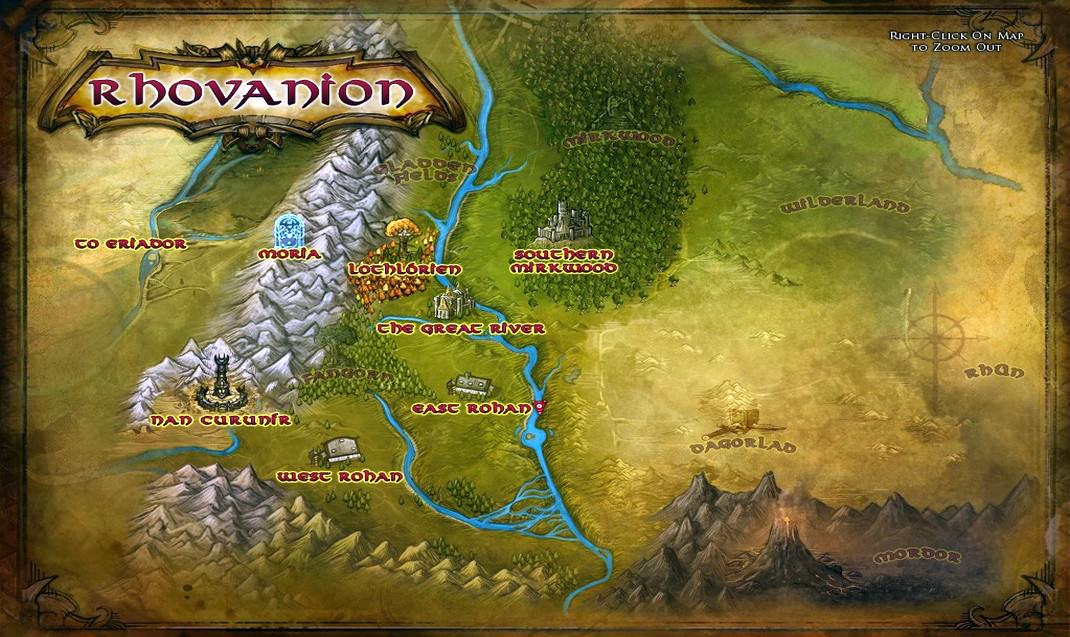 Right-Click On Map
to Zoom Out
Rhovanion
Mirkwood
Gladden
Fields
Wilderland
To Eriador
Moria
Lothlórien
Southern
Mirkwood
The Great River
Fangorn
Rhûn
East Rohan
Nan Curunír
Dagorlad
West Rohan
Mordor